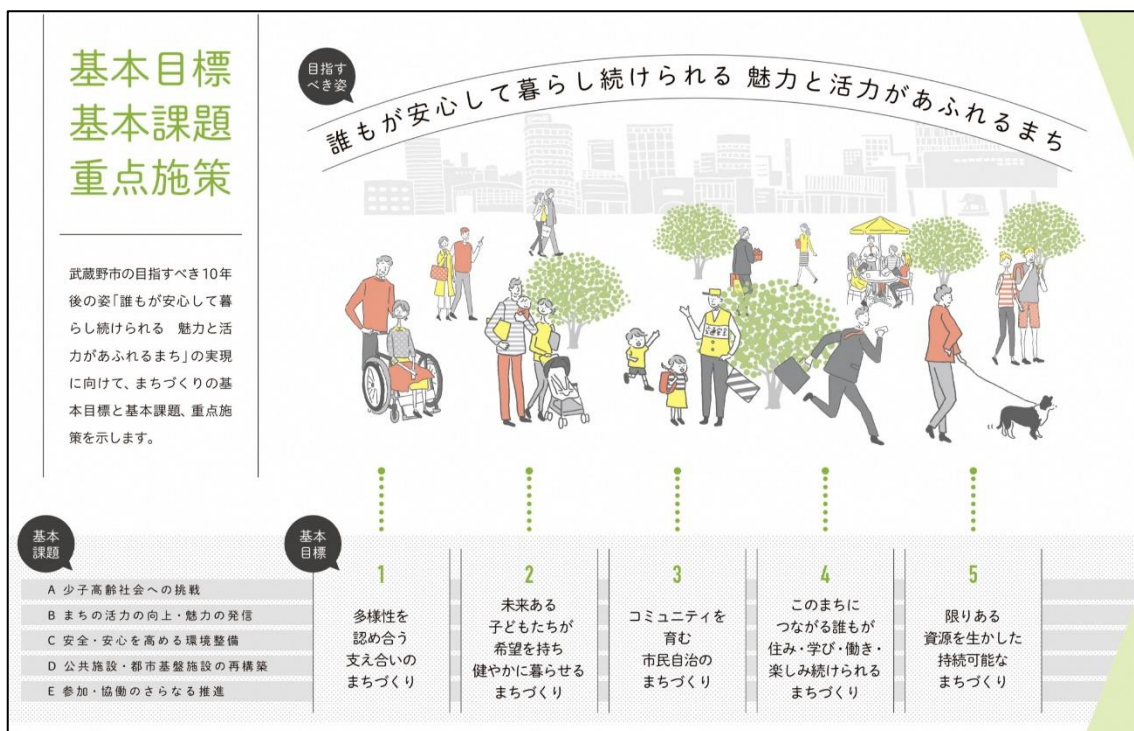 基本目標
基本課題
重点施策
武蔵野市の目指すべき10年
後の姿「誰もが安心して暮
らし続けられる　魅力と活
力があふれるまち」の実現
に向けて、まちづくりの基
本目標と基本課題、重点施
策を示します。
目指す
べき姿
誰もが安心して暮らし続けられる 魅力と活力があふれるまち
交通安全
基本
課題
A 少子高齢社会への挑戦
B まちの活力の向上・魅力の発信
C 安全・安心を高める環境整備
D 公共施設・都市基盤施設の再構築
E 参加・協働のさらなる推進
基本
目標
1
多様性を
認め合う
支え合いの
まちづくり
2
未来ある
子どもたちが
希望を持ち
健やかに暮らせる
まちづくり
3
コミュニティを
育む
市民自治の
まちづくり
4
このまちに
つながる誰もが
住み・学び・働き・
楽しみ続けられる
まちづくり
5
限りある
資源を生かした
持続可能な
まちづくり